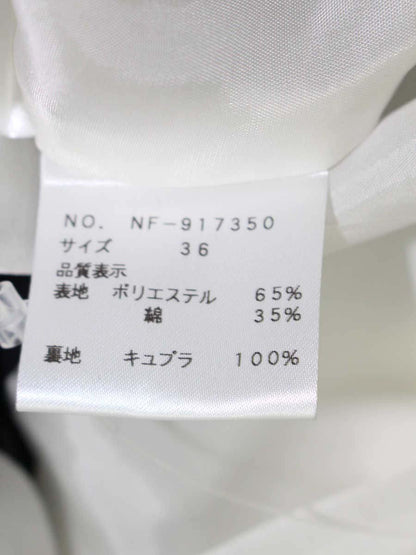 NO. NF-917350
サイズ 36
品質表示
表地 ポリエステル 65%
綿 35%
裏地 キュプラ 100%